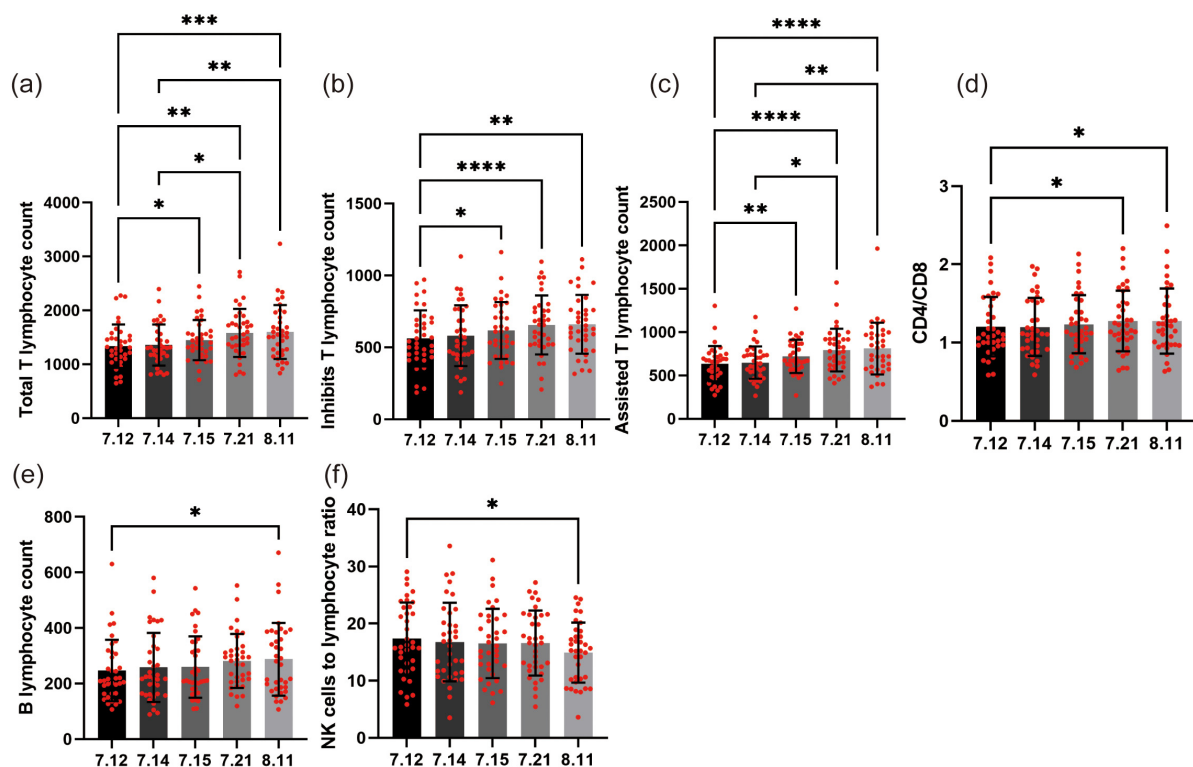 (a)
***
**
**
*
*
Total T lymphocyte count
4000
3000
2000
1000
0
7.12 7.14 7.15 7.21 8.11
(b)
**
****
*
Inhibits T lymphocyte count
1500
1000
500
0
7.12 7.14 7.15 7.21 8.11
(c)
****
**
****
*
**
Assisted T lymphocyte count
2500
2000
1500
1000
500
0
7.12 7.14 7.15 7.21 8.11
(d)
*
*
CD4/CD8
3
2
1
0
7.12 7.14 7.15 7.21 8.11
(e)
*
B lymphocyte count
800
600
400
200
0
7.12 7.14 7.15 7.21 8.11
(f)
*
NK cells to lymphocyte ratio
40
30
20
10
0
7.12 7.14 7.15 7.21 8.11